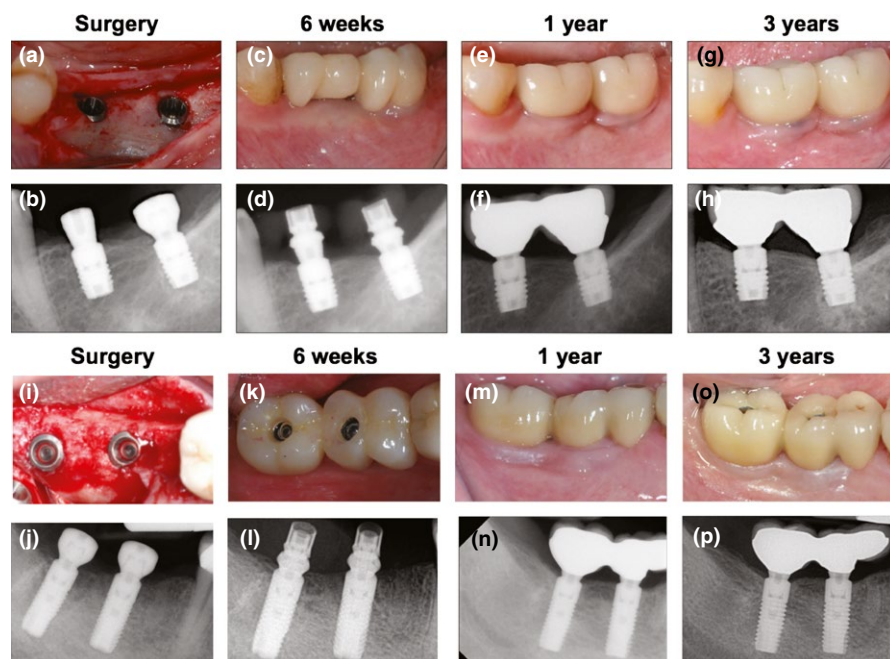 Surgery 6 weeks 1 year 3 years
(a) (c) (e) (g)
(b) (d) (f) (h)
Surgery 6 weeks 1 year 3 years
(i) (k) (m) (o)
(j) (l) (n) (p)